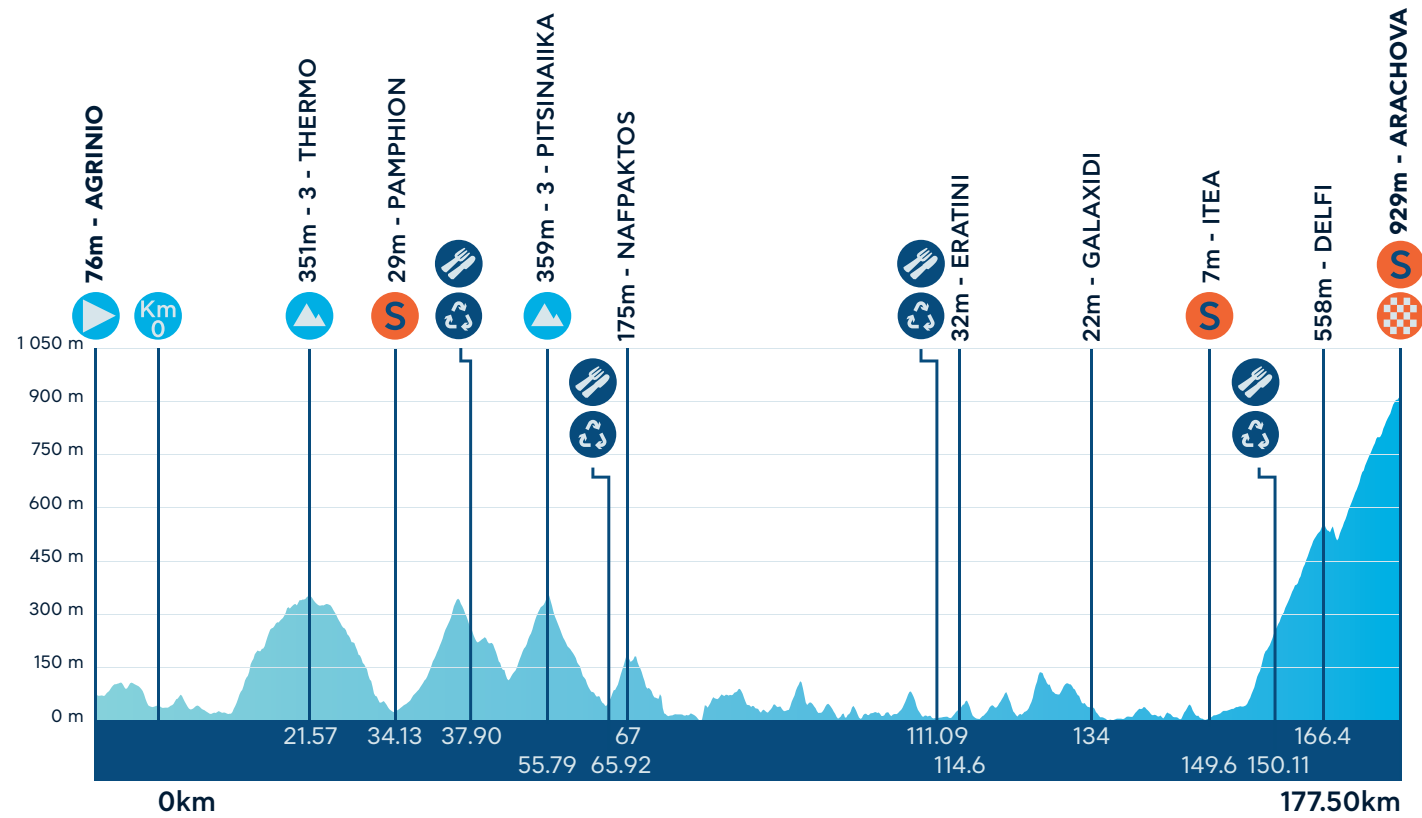 76m - AGRINIO
351m - 3 - THERMO
29m - PAMPHION
359m - 3 - PITSINAIIKA
175m - NAFPAKTOS
32m - ERATINI
22m - GALAXIDI
7m - ITEA
558m - DELFI
929m - ARACHOVA
Km
0
S
S
S
1 050 m
900 m
750 m
600 m
450 m
300 m
150 m
0 m
21.57 34.13 37.90 67 111.09 134 166.4
55.79 65.92 114.6 149.6 150.11
0km 177.50km